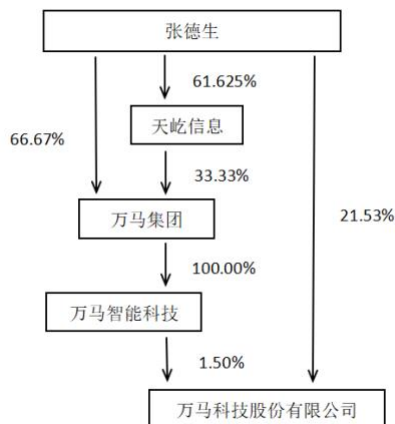 张德生
61.625%
天屹信息
66.67%
33.33%
万马集团
21.53%
100.00%
万马智能科技
1.50%
万马科技股份有限公司